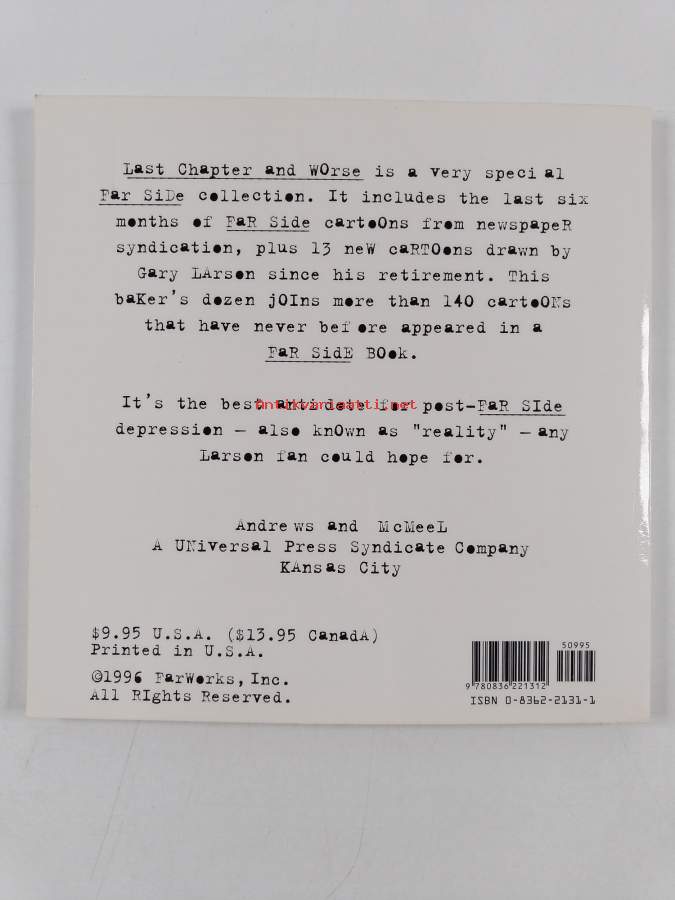 Last Chapter and WOrse is a very special
Far SiDe collection. It includes the last six
months of FaR Side cartoOns from newspapeR
syndication, plus 13 neW caRTOons drawn by
Gary LArson since his retirement. This
baKer's dozen jOIns more than 140 cartoONs
that have never before appeared in a
FaR SidE BOok.
It's the best antidote for post-FaR SIde
depression — also knOwn as "reality" — any
Larson fan could hope for.
Andrews and McMeeL
A UNiversal Press Syndicate Company
KAnsas City
$9.95 U.S.A. ($13.95 CanadA)
Printed in U.S.A.
©1996 FarWorks, Inc.
All RIghts Reserved.
50995
9 780836 221312
ISBN 0-8362-2131-1
antikvariaatti.net